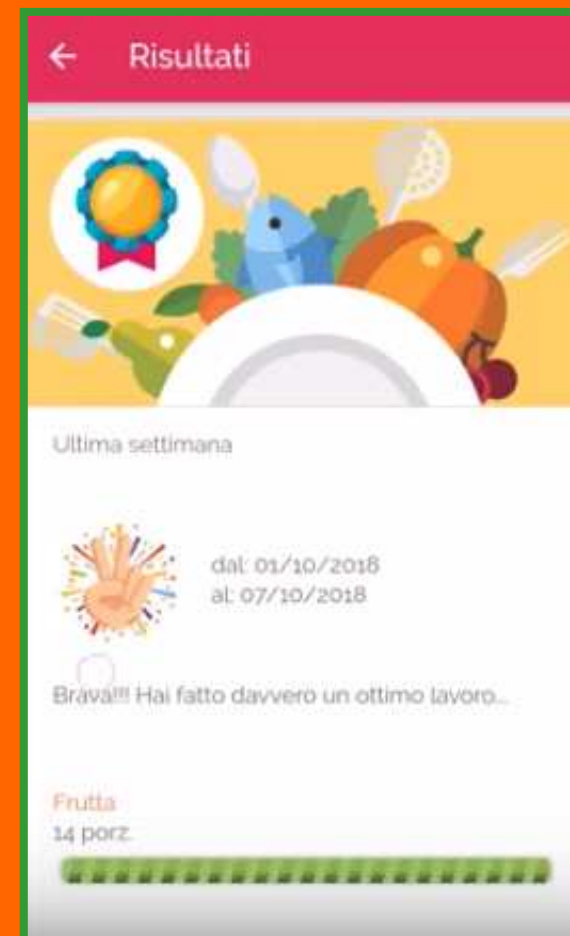 Risultati
Ultima settimana
dal: 01/10/2018
al: 07/10/2018
Brava!!! Hai fatto davvero un ottimo lavoro...
Frutta
14 porz.